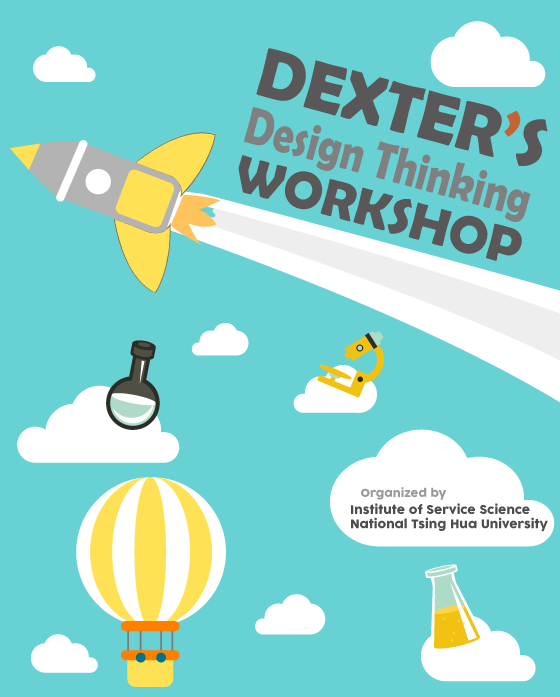 DEXTER'S
Design Thinking
WORKSHOP
Organized by
Institute of Service Science
National Tsing Hua University